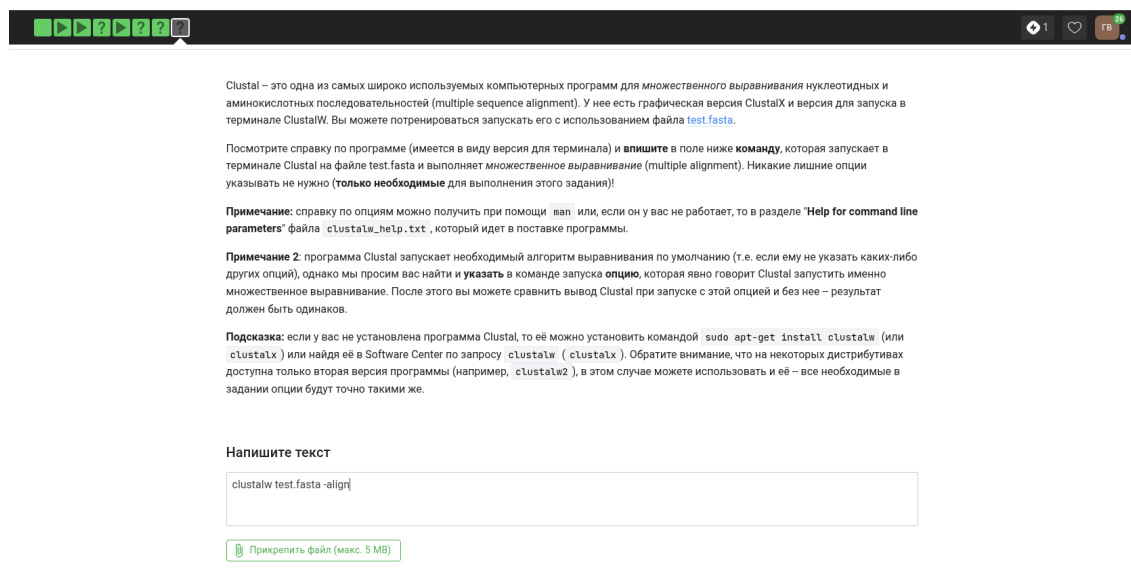 ? ? ? ?
1
ГВ
26
Clustal – это одна из самых широко используемых компьютерных программ для множественного выравнивания нуклеотидных и
аминокислотных последовательностей (multiple sequence alignment). У нее есть графическая версия ClustalX и версия для запуска в
терминале ClustalW. Вы можете потренироваться запускать его с использованием файла test.fasta.
Посмотрите справку по программе (имеется в виду версия для терминала) и впишите в поле ниже команду, которая запускает в
терминале Clustal на файле test.fasta и выполняет множественное выравнивание (multiple alignment). Никакие лишние опции
указывать не нужно (только необходимые для выполнения этого задания)!
Примечание: справку по опциям можно получить при помощи man или, если он у вас не работает, то в разделе "Help for command line
parameters" файла clustalw_help.txt, который идет в поставке программы.
Примечание 2: программа Clustal запускает необходимый алгоритм выравнивания по умолчанию (т.е. если ему не указать каких-либо
других опций), однако мы просим вас найти и указать в команде запуска опцию, которая явно говорит Clustal запустить именно
множественное выравнивание. После этого вы можете сравнить вывод Clustal при запуске с этой опцией и без нее – результат
должен быть одинаков.
Подсказка: если у вас не установлена программа Clustal, то её можно установить командой sudo apt-get install clustalw (или
clustalx) или найдя её в Software Center по запросу clustalw (clustalx). Обратите внимание, что на некоторых дистрибутивах
доступна только вторая версия программы (например, clustalw2), в этом случае можете использовать и её – все необходимые в
задании опции будут точно такими же.
Напишите текст
clustalw test.fasta -align
Прикрепить файл (макс. 5 MB)